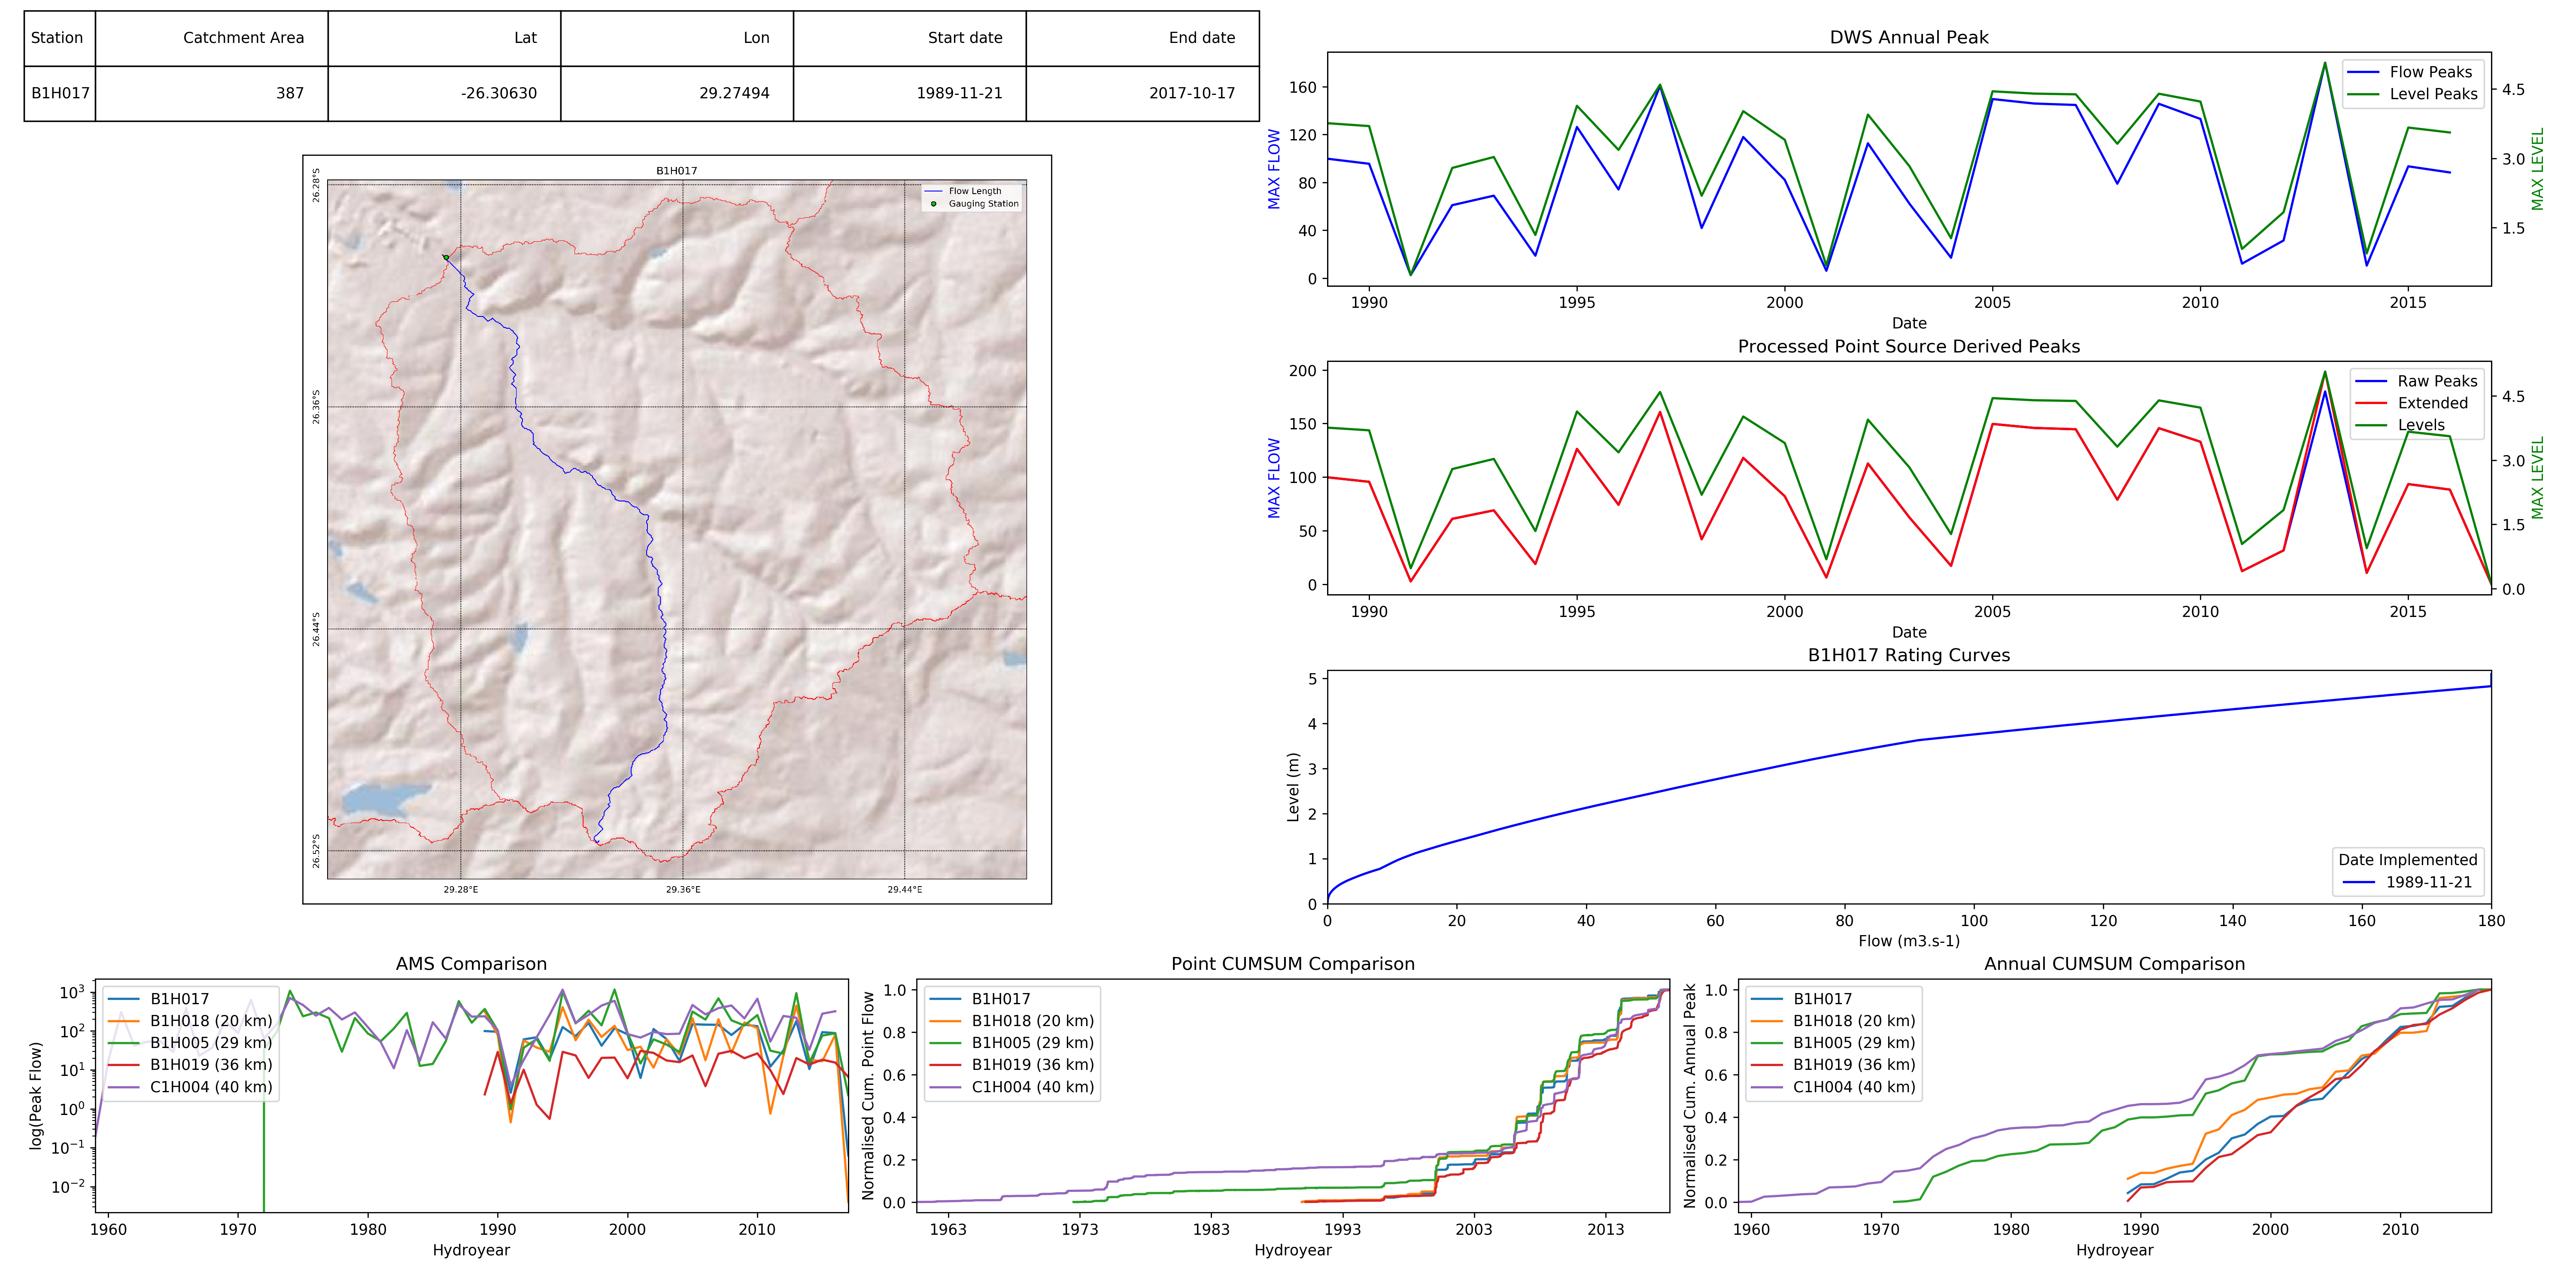 Station Catchment Area Lat Lon Start date End date
B1H017 387 -26.30630 29.27494 1989-11-21 2017-10-17
B1H017
Flow Length
Gauging Station
26.28°S
26.36°S
26.44°S
26.52°S
29.28°E 29.36°E 29.44°E
DWS Annual Peak
Flow Peaks
Level Peaks
MAX FLOW
160
120
80
40
0
4.5
3.0
1.5
MAX LEVEL
1990 1995 2000 2005 2010 2015
Date
Processed Point Source Derived Peaks
Raw Peaks
Extended
Levels
MAX FLOW
200
150
100
50
0
4.5
3.0
1.5
0.0
MAX LEVEL
1990 1995 2000 2005 2010 2015
Date
B1H017 Rating Curves
Level (m)
5
4
3
2
1
0
Date Implemented
1989-11-21
0 20 40 60 80 100 120 140 160 180
Flow (m3.s-1)
AMS Comparison
B1H017
B1H018 (20 km)
B1H005 (29 km)
B1H019 (36 km)
C1H004 (40 km)
log(Peak Flow)
10³
10²
10¹
10⁰
10⁻¹
10⁻²
1960 1970 1980 1990 2000 2010
Hydroyear
Point CUMSUM Comparison
B1H017
B1H018 (20 km)
B1H005 (29 km)
B1H019 (36 km)
C1H004 (40 km)
Normalised Cum. Point Flow
1.0
0.8
0.6
0.4
0.2
0.0
1963 1973 1983 1993 2003 2013
Hydroyear
Annual CUMSUM Comparison
B1H017
B1H018 (20 km)
B1H005 (29 km)
B1H019 (36 km)
C1H004 (40 km)
Normalised Cum. Annual Peak
1.0
0.8
0.6
0.4
0.2
0.0
1960 1970 1980 1990 2000 2010
Hydroyear